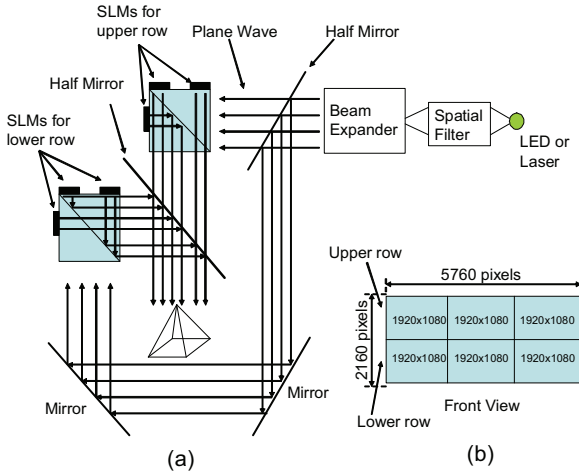 SLMs for
upper row
Plane Wave
Half Mirror
Half Mirror
SLMs for
lower row
Beam
Expander
Spatial
Filter
LED or
Laser
Upper row
5760 pixels
2160 pixels
1920x1080 1920x1080 1920x1080
1920x1080 1920x1080 1920x1080
Mirror
Mirror
Lower row
Front View
(a)
(b)